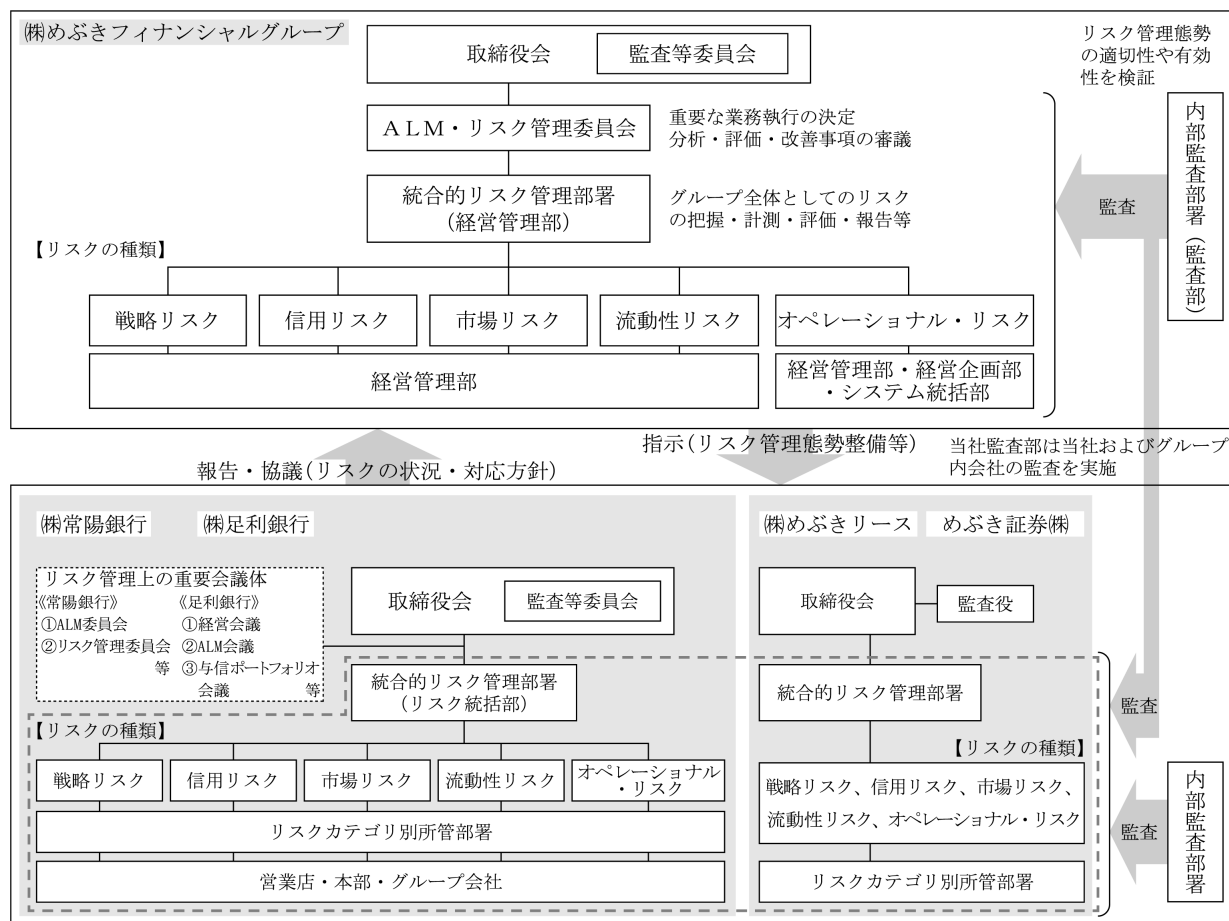 ㈱めぶきフィナンシャルグループ
取締役会
監査等委員会
リスク管理態勢
の適切性や有効
性を検証
ALM・リスク管理委員会
重要な業務執行の決定
分析・評価・改善事項の審議
統合的リスク管理部署
(経営管理部)
グループ全体としてのリスク
の把握・計測・評価・報告等
監査
内部監査部署(監査部)
【リスクの種類】
戦略リスク
信用リスク
市場リスク
流動性リスク
オペレーショナル・リスク
経営管理部
経営管理部・経営企画部
・システム統括部
報告・協議(リスクの状況・対応方針)
指示(リスク管理態勢整備等)
当社監査部は当社およびグループ
内会社の監査を実施
㈱常陽銀行
㈱足利銀行
リスク管理上の重要会議体
《常陽銀行》
①ALM委員会
②リスク管理委員会
等
《足利銀行》
①経営会議
②ALM会議
③与信ポートフォリオ
会議 等
取締役会
監査等委員会
統合的リスク管理部署
(リスク統括部)
【リスクの種類】
戦略リスク
信用リスク
市場リスク
流動性リスク
オペレーショナル
・リスク
リスクカテゴリ別所管部署
営業店・本部・グループ会社
㈱めぶきリース
めぶき証券㈱
取締役会
監査役
統合的リスク管理部署
【リスクの種類】
戦略リスク、信用リスク、市場リスク、
流動性リスク、オペレーショナル・リスク
リスクカテゴリ別所管部署
監査
監査
内部監査部署